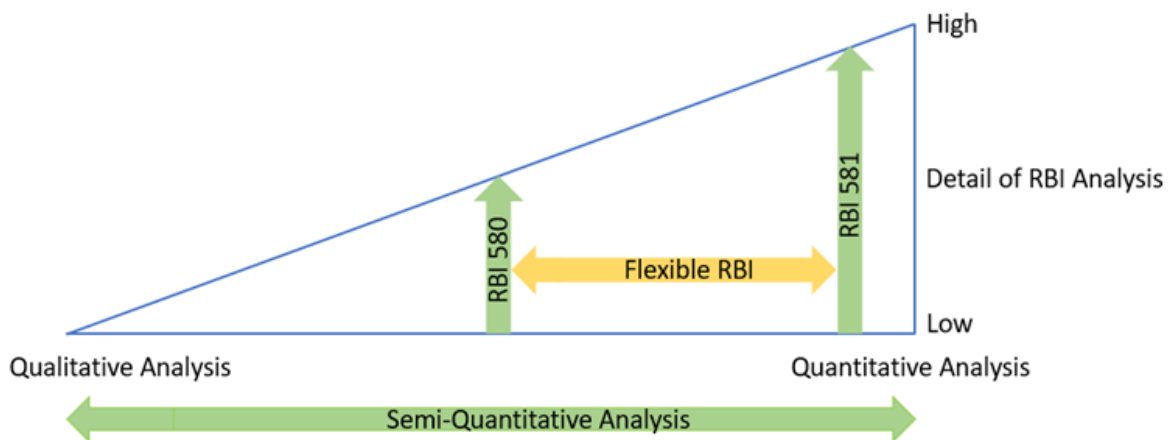 High
RBI 580
RBI 581
Detail of RBI Analysis
Flexible RBI
Low
Qualitative Analysis
Quantitative Analysis
Semi-Quantitative Analysis